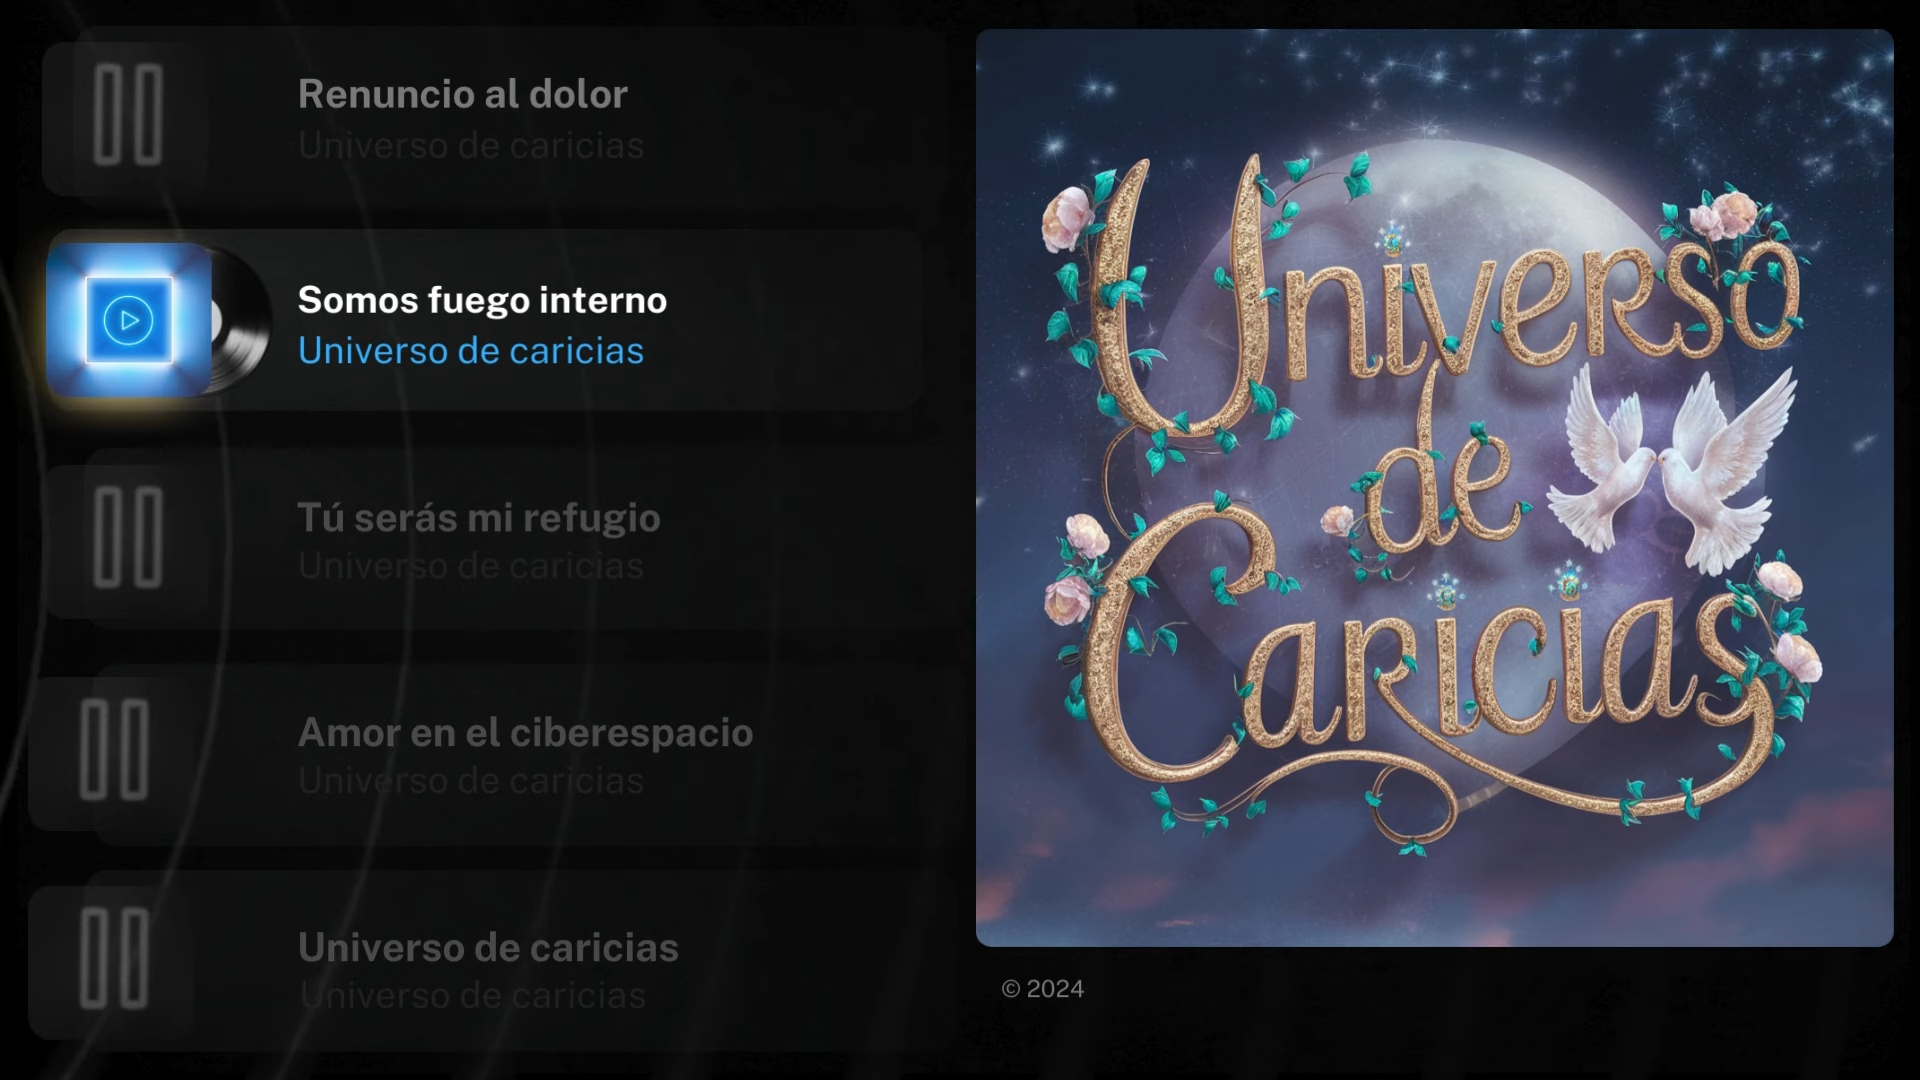 Renuncio al dolor
Universo de caricias
Somos fuego interno
Universo de caricias
Tú serás mi refugio
Universo de caricias
Amor en el ciberespacio
Universo de caricias
Universo de caricias
Universo de caricias
Universo
de
Caricias
© 2024